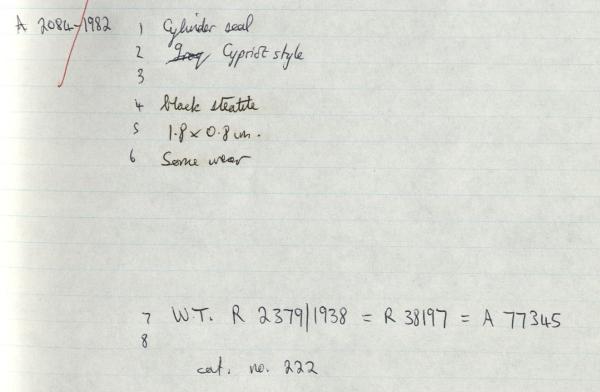 A 2084-1982 1 Cylinder seal
2 Cypriot style
3
4 black steatite
5 1.8 x 0.8 cm.
6 Some wear
7 W.T. R 2379/1938 = R 38197 = A 77345
8
cat. no. 222